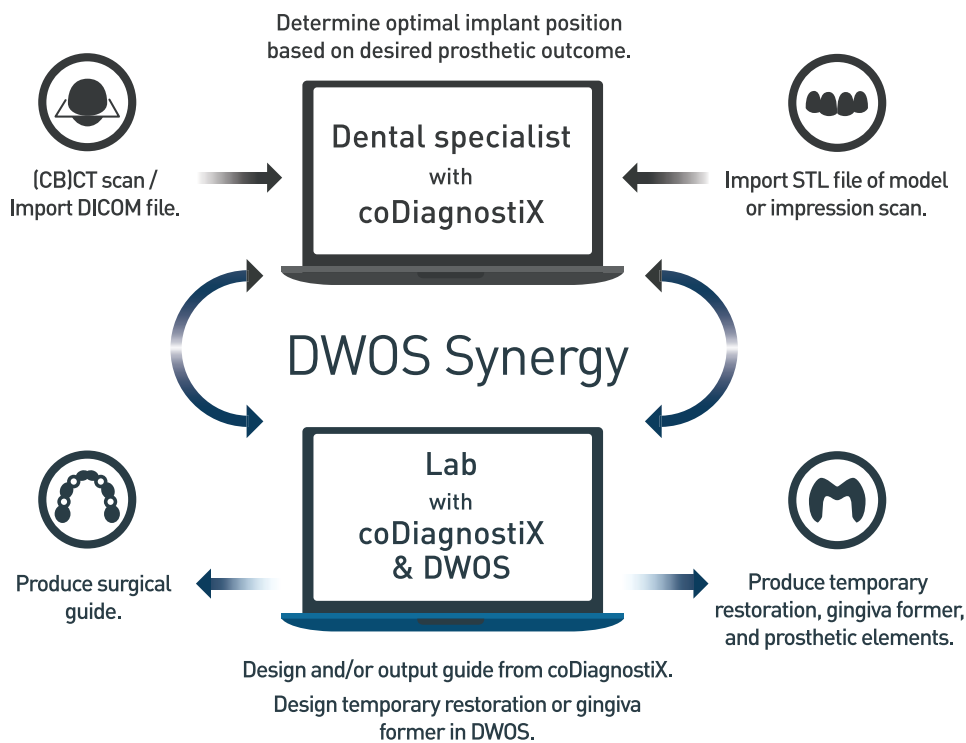 Determine optimal implant position
based on desired prosthetic outcome.
(CB)CT scan /
Import DICOM file.
Dental specialist
with
coDiagnostiX
Import STL file of model
or impression scan.
DWOS Synergy
Produce surgical
guide.
Lab
with
coDiagnostiX
& DWOS
Produce temporary
restoration, gingiva former,
and prosthetic elements.
Design and/or output guide from coDiagnostiX.
Design temporary restoration or gingiva
former in DWOS.